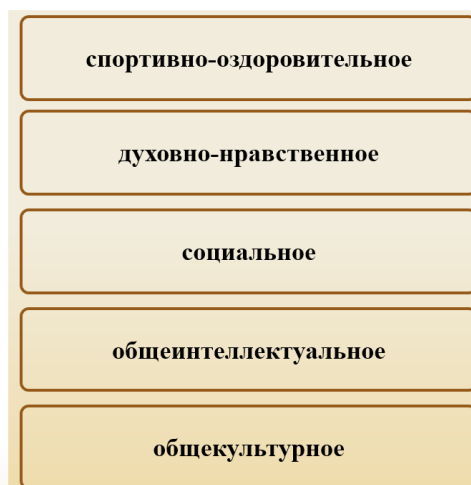 спортивно-оздоровительное
духовно-нравственное
социальное
общеинтеллектуальное
общекультурное